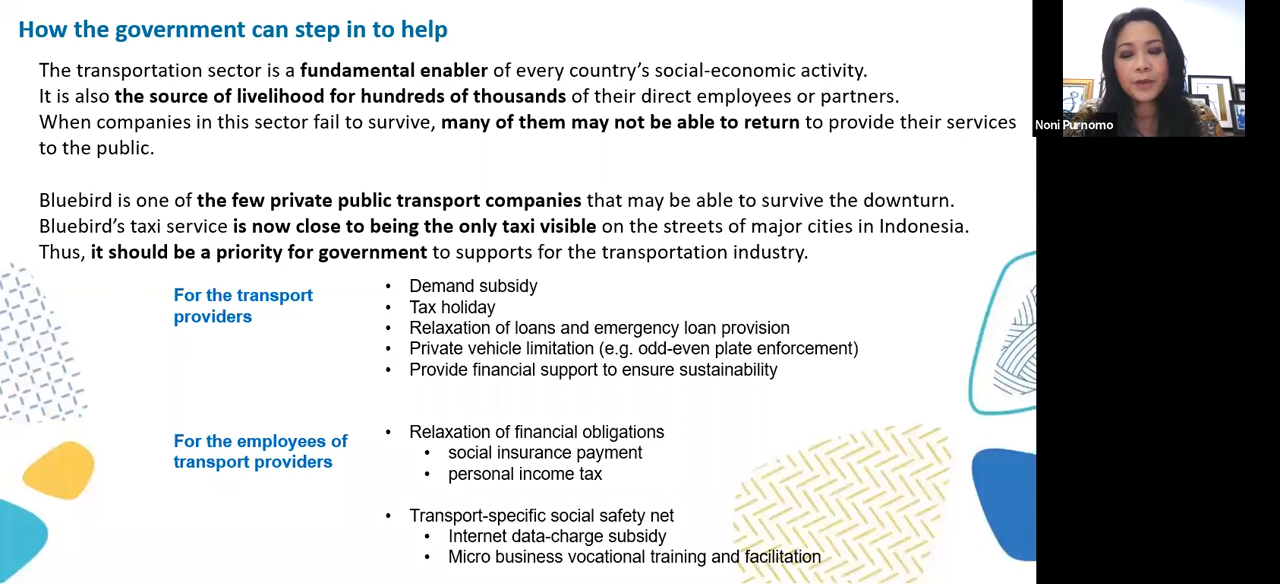 How the government can step in to help
The transportation sector is a fundamental enabler of every country's social-economic activity.
It is also the source of livelihood for hundreds of thousands of their direct employees or partners.
When companies in this sector fail to survive, many of them may not be able to return to provide their services
to the public.
Bluebird is one of the few private public transport companies that may be able to survive the downturn.
Bluebird's taxi service is now close to being the only taxi visible on the streets of major cities in Indonesia.
Thus, it should be a priority for government to supports for the transportation industry.
For the transport
providers
• Demand subsidy
• Tax holiday
• Relaxation of loans and emergency loan provision
• Private vehicle limitation (e.g. odd-even plate enforcement)
• Provide financial support to ensure sustainability
For the employees of
transport providers
• Relaxation of financial obligations
• social insurance payment
• personal income tax
• Transport-specific social safety net
• Internet data-charge subsidy
• Micro business vocational training and facilitation
Noni Purnomo